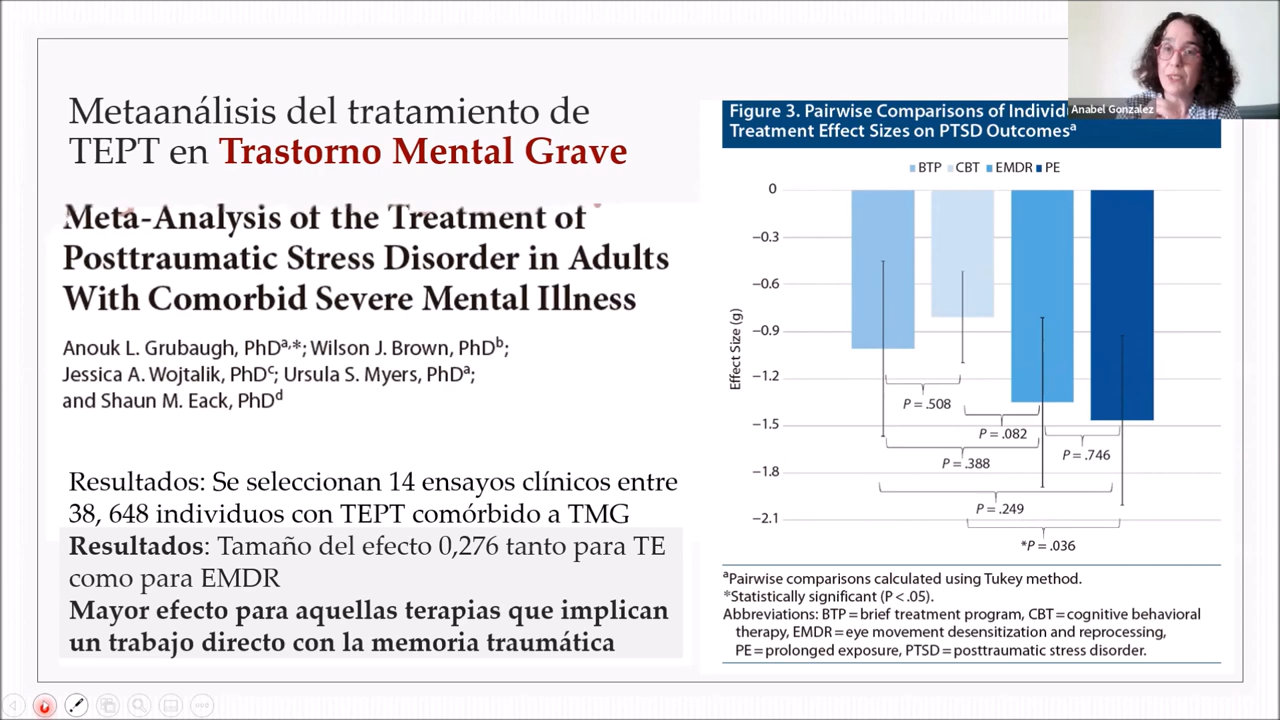 Metaanálisis del tratamiento de
TEPT en Trastorno Mental Grave
Meta-Analysis of the Treatment of
Posttraumatic Stress Disorder in Adults
With Comorbid Severe Mental Illness
Anouk L. Grubaugh, PhDa,*; Wilson J. Brown, PhDb;
Jessica A. Wojtalik, PhDc; Ursula S. Myers, PhDa;
and Shaun M. Eack, PhDd
Resultados: Se seleccionan 14 ensayos clínicos entre
38, 648 individuos con TEPT comórbido a TMG
Resultados: Tamaño del efecto 0,276 tanto para TE
como para EMDR
Mayor efecto para aquellas terapias que implican
un trabajo directo con la memoria traumática
Anabel Gonzalez
Figure 3. Pairwise Comparisons of Individ
Treatment Effect Sizes on PTSD Outcomesa
BTP CBT EMDR PE
Effect Size (g)
0
−0.3
−0.6
−0.9
−1.2
−1.5
−1.8
−2.1
P = .508
P = .082
P = .746
P = .388
P = .249
*P = .036
aPairwise comparisons calculated using Tukey method.
*Statistically significant (P < .05).
Abbreviations: BTP = brief treatment program, CBT = cognitive behavioral
therapy, EMDR = eye movement desensitization and reprocessing,
PE = prolonged exposure, PTSD = posttraumatic stress disorder.